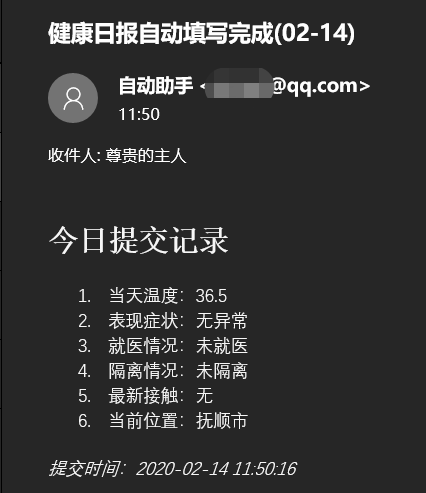 健康日报自动填写完成(02-14)
自动助手 <@qq.com>
11:50
收件人: 尊贵的主人
今日提交记录
1. 当天温度：36.5
2. 表现症状：无异常
3. 就医情况：未就医
4. 隔离情况：未隔离
5. 最新接触：无
6. 当前位置：抚顺市
提交时间：2020-02-14 11:50:16